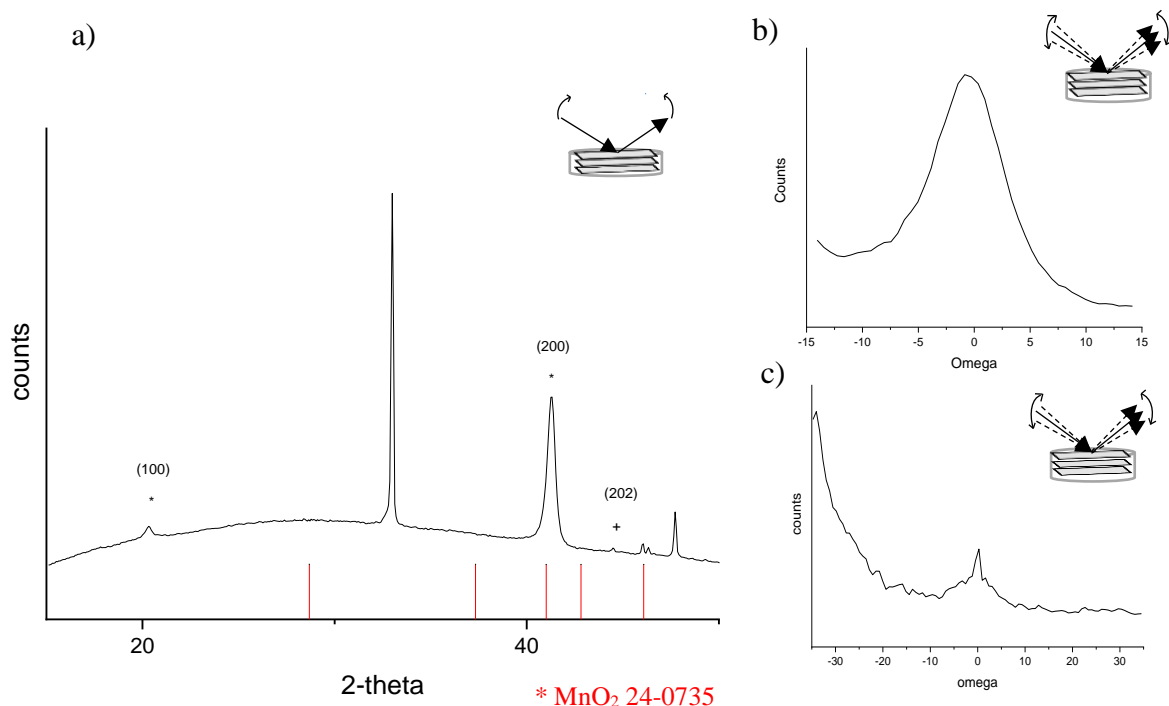 a)
counts
(100)
*
(200)
*
(202)
+
20
40
2-theta
* MnO₂ 24-0735
b)
Counts
-15
-10
-5
0
5
10
15
Omega
c)
counts
-30
-20
-10
0
10
20
30
omega